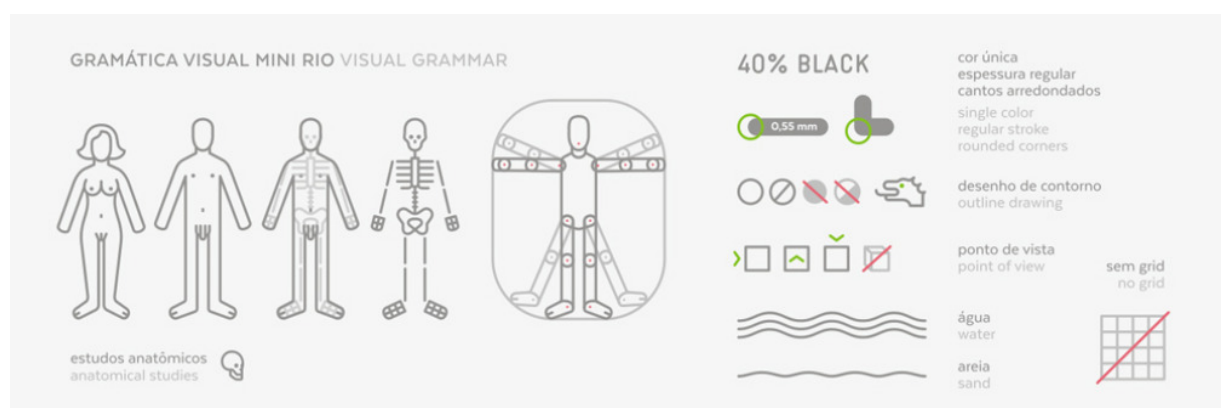 GRAMÁTICA VISUAL MINI RIO VISUAL GRAMMAR
estudos anatômicos
anatomical studies
40% BLACK
0,55 mm
cor única
espessura regular
cantos arredondados
single color
regular stroke
rounded corners
desenho de contorno
outline drawing
ponto de vista
point of view
sem grid
no grid
água
water
areia
sand